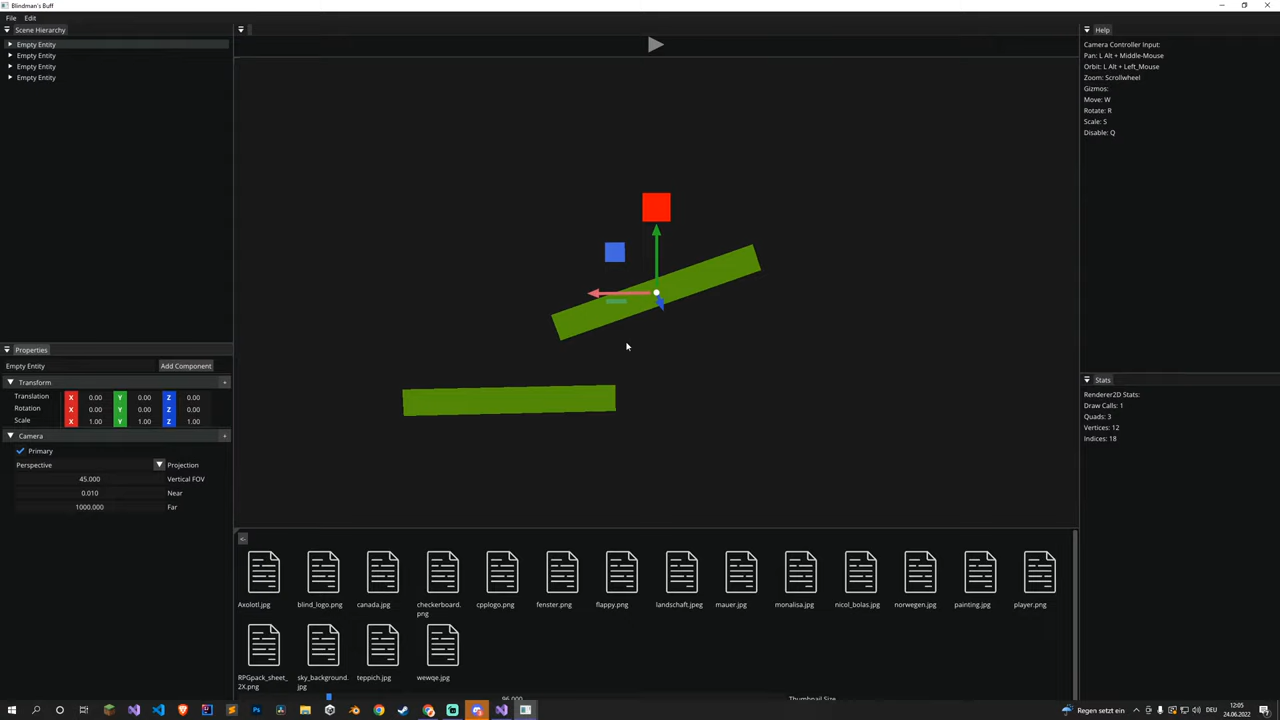 Blindman's Buff
File Edit
Scene Hierarchy
Empty Entity
Empty Entity
Empty Entity
Empty Entity
Properties
Empty Entity Add Component
Transform +
Translation X 0.00 Y 0.00 Z 0.00
Rotation X 0.00 Y 0.00 Z 0.00
Scale X 1.00 Y 1.00 Z 1.00
Camera +
Primary
Perspective Projection
45.000 Vertical FOV
0.010 Near
1000.000 Far
<-
Axolotl.jpg blind_logo.png canada.jpg checkerboard. cpplogo.png fenster.png flappy.png landschaft.jpeg mauer.jpg monalisa.jpg nicol_bolas.jpg norwegen.jpg painting.jpg player.png
png
RPGpack_sheet_ sky_background. teppich.jpg wewqe.jpg
2X.png jpg
96.000 Thumbnail Size
Help
Camera Controller Input:
Pan: L Alt + Middle-Mouse
Orbit: L Alt + Left_Mouse
Zoom: Scrollwheel
Gizmos:
Move: W
Rotate: R
Scale: S
Disable: Q
Stats
Renderer2D Stats:
Draw Calls: 1
Quads: 3
Vertices: 12
Indices: 18
Regen setzt ein DEU 12:05
24.06.2022